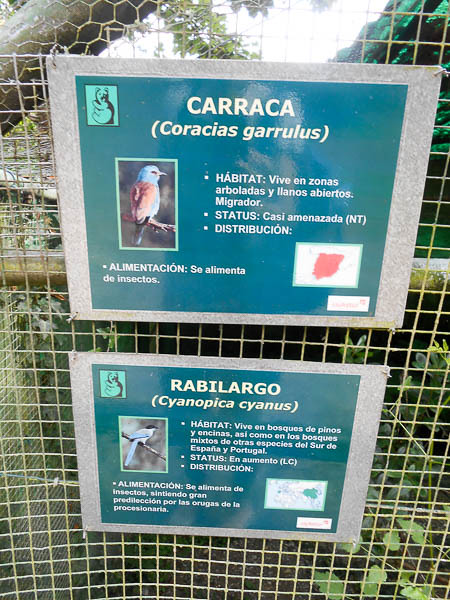 CARRACA
(Coracias garrulus)
▪ HÁBITAT: Vive en zonas
arboladas y llanos abiertos.
Migrador.
▪ STATUS: Casi amenazada (NT)
▪ DISTRIBUCIÓN:
▪ ALIMENTACIÓN: Se alimenta
de insectos.
RABILARGO
(Cyanopica cyanus)
▪ HÁBITAT: Vive en bosques de pinos
y encinas, asi como en los bosques
mixtos de otras especies del Sur de
España y Portugal.
▪ STATUS: En aumento (LC)
▪ DISTRIBUCIÓN:
▪ ALIMENTACIÓN: Se alimenta de
insectos, sintiendo gran
predilección por las orugas de la
procesionaria.